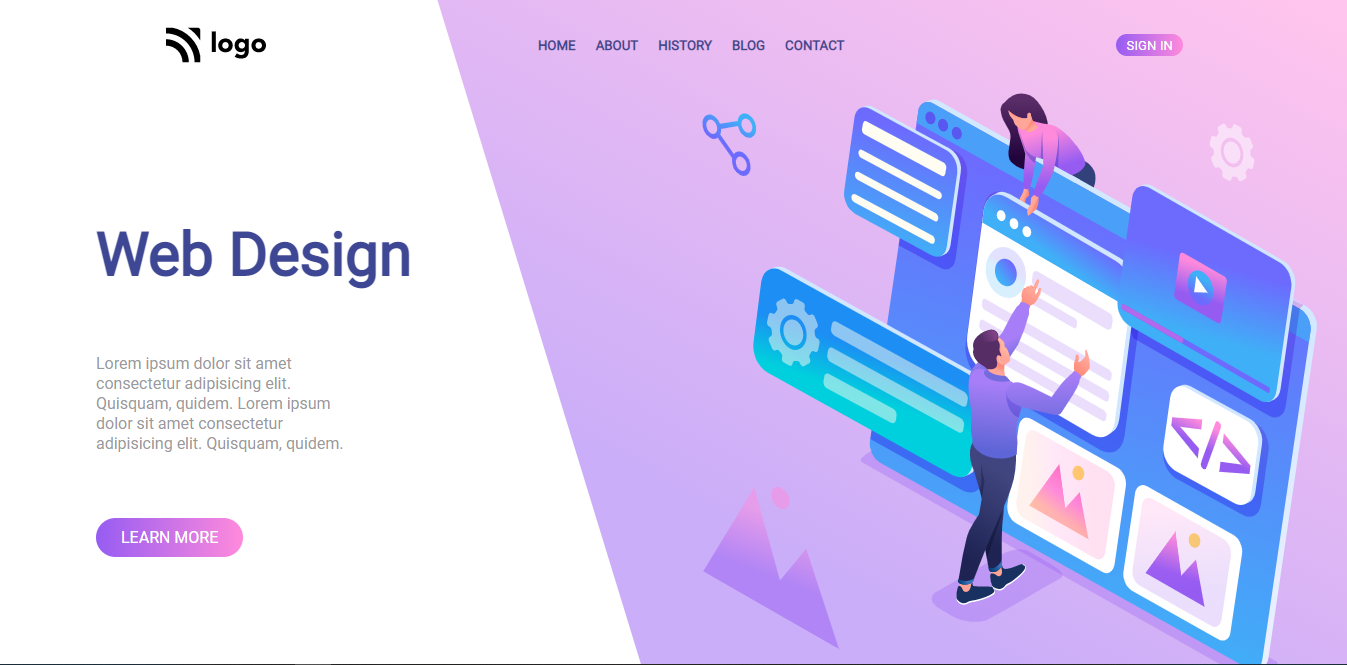 logo
HOME ABOUT HISTORY BLOG CONTACT
SIGN IN
Web Design
Lorem ipsum dolor sit amet
consectetur adipisicing elit.
Quisquam, quidem. Lorem ipsum
dolor sit amet consectetur
adipisicing elit. Quisquam, quidem.
LEARN MORE